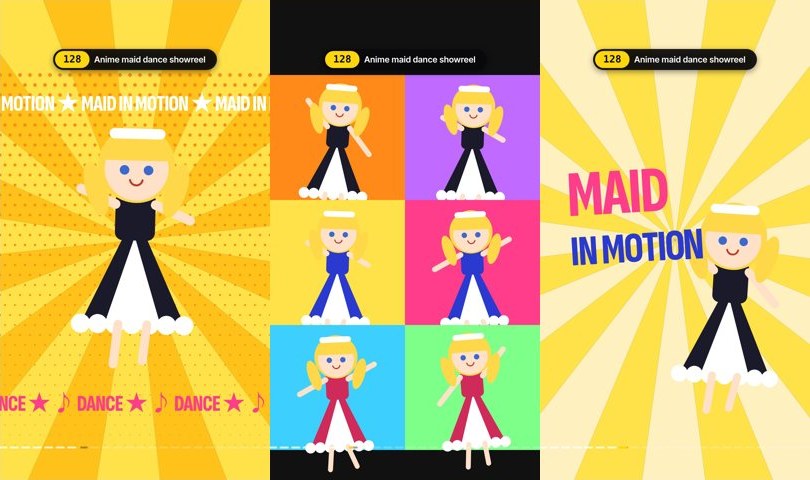 128 Anime maid dance showreel
MOTION ★ MAID IN MOTION ★ MAID IN
NCE ★ ♪ DANCE ★ ♪ DANCE ★ ♪
128 Anime maid dance showreel
128 Anime maid dance showreel
MAID
IN MOTION